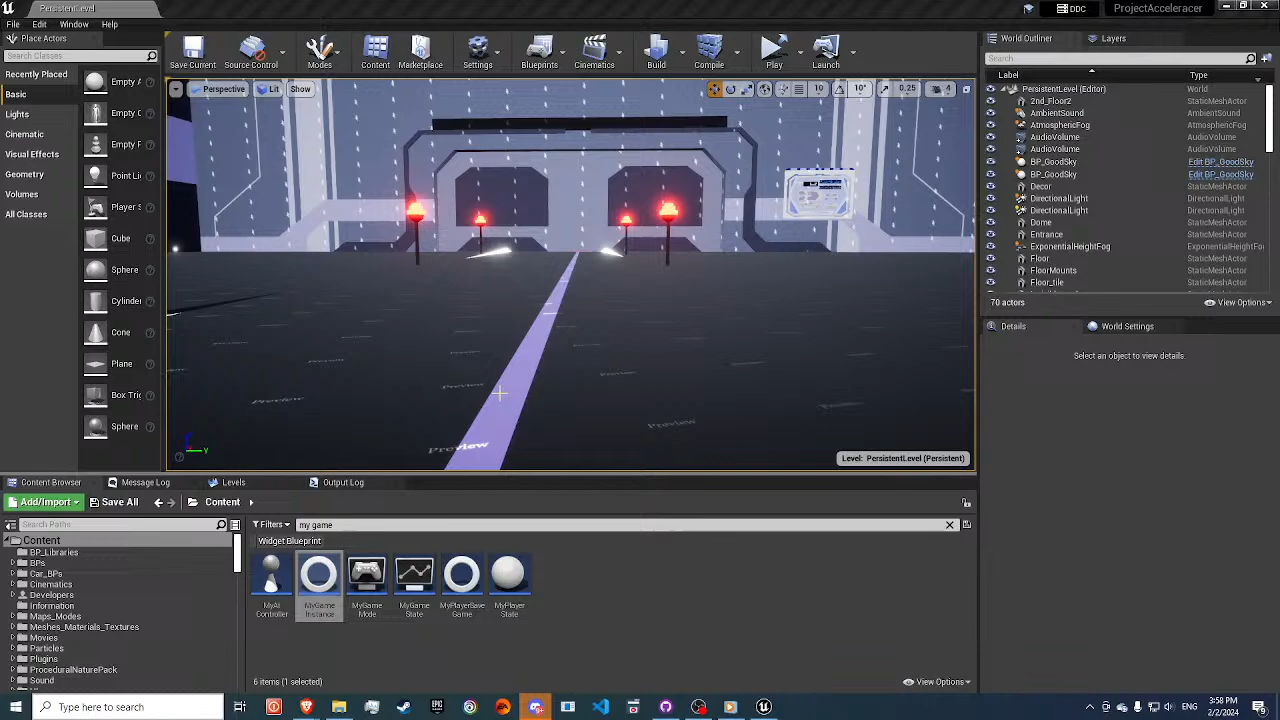 PersistentLevel
DDC
ProjectAcceleracer
File Edit Window Help
Place Actors
Search Classes
Recently Placed
Basic
Lights
Cinematic
Visual Effects
Geometry
Volumes
All Classes
Empty A
Empty C
Empty P
Point Li
Player S
Cube
Sphere
Cylinder
Cone
Plane
Box Trig
Sphere
Save Current
Source Control
Modes
Content
Marketplace
Settings
Blueprints
Cinematics
Build
Compile
Play
Launch
Perspective
Lit
Show
10
10°
0.25
4
Preview
Preview
Preview
Level: PersistentLevel (Persistent)
World Outliner
Layers
Search
Label Type
PersistentLevel (Editor) World
2nd_Floor2 StaticMeshActor
AmbientSound AmbientSound
AtmosphericFog AtmosphericFog
AudioVolume AudioVolume
AudioVolume AudioVolume
BP_GoodSky Edit BP_GoodSky
BP_GoodSky Edit BP_GoodSky
Decor StaticMeshActor
DirectionalLight DirectionalLight
DirectionalLight DirectionalLight
Dome StaticMeshActor
Entrance StaticMeshActor
ExponentialHeightFog ExponentialHeightFo
Floor StaticMeshActor
FloorMounts StaticMeshActor
Floor_tile StaticMeshActor
70 actors
View Options
Details
World Settings
Select an object to view details.
Content Browser
Message Log
Levels
Output Log
Add/Import
Save All
Content
Search Paths
Filters
my game
Widget Blueprint
Content
BP_Libraries
BPs
Car_BPs
Cinematics
Developers
Information
Maps_Modes
Meshes_Materials_Textures
Movies
Particles
Plugins
ProceduralNaturePack
Sound
MyAI
Controller
MyGame
Instance
MyGame
Mode
MyGame
State
MyPlayerSave
Game
MyPlayer
State
6 items (1 selected)
View Options
Type here to search
3:58 PM
2/2/2024